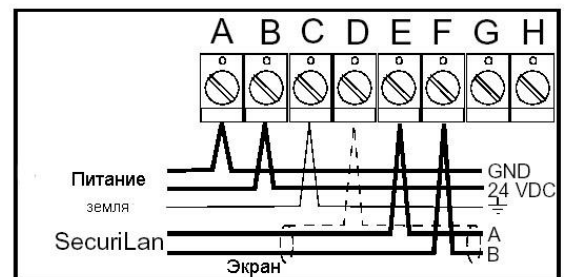 A B C D E F G H
Питание
земля
SecuriLan
Экран
GND
24 VDC
A
B